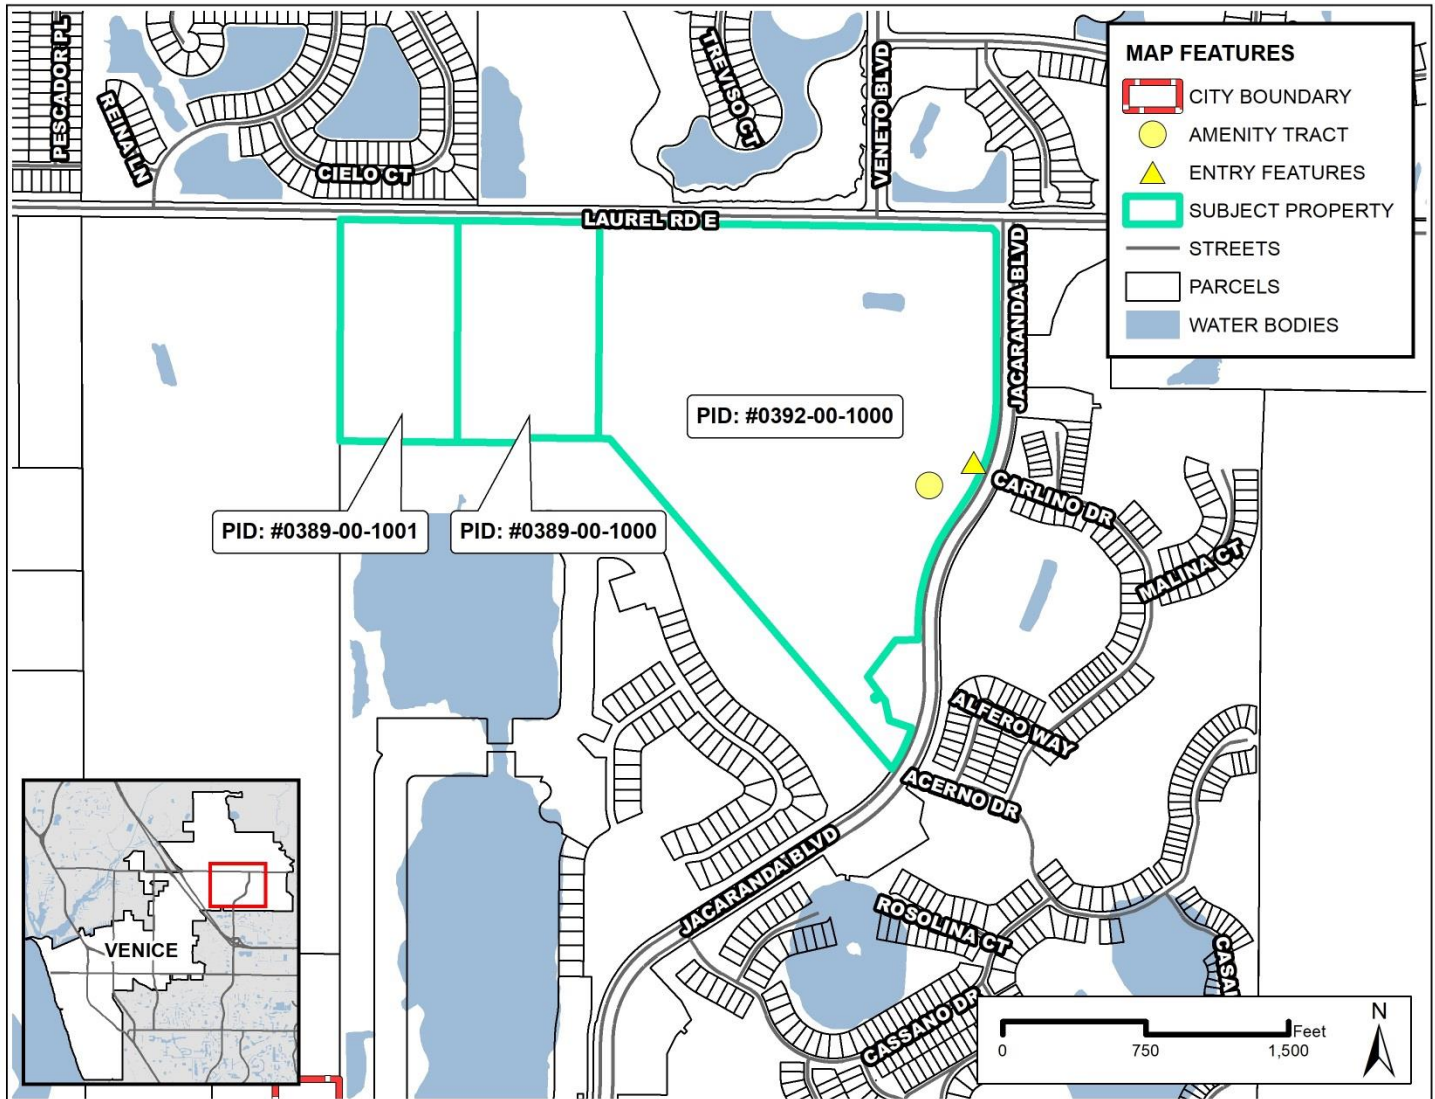 PESCADOR PL
REINA LN
CIELO CT
TREVISO CT
VENETO BLVD
MAP FEATURES
CITY BOUNDARY
AMENITY TRACT
ENTRY FEATURES
SUBJECT PROPERTY
STREETS
PARCELS
WATER BODIES
LAUREL RD E
JACARANDA BLVD
PID: #0392-00-1000
PID: #0389-00-1001
PID: #0389-00-1000
CARLINO DR
MALINA CT
ALFERO WAY
ACERNO DR
JACARANDA BLVD
ROSOLINA CT
CASSANO DR
CASA
VENICE
N
Feet
0
750
1,500